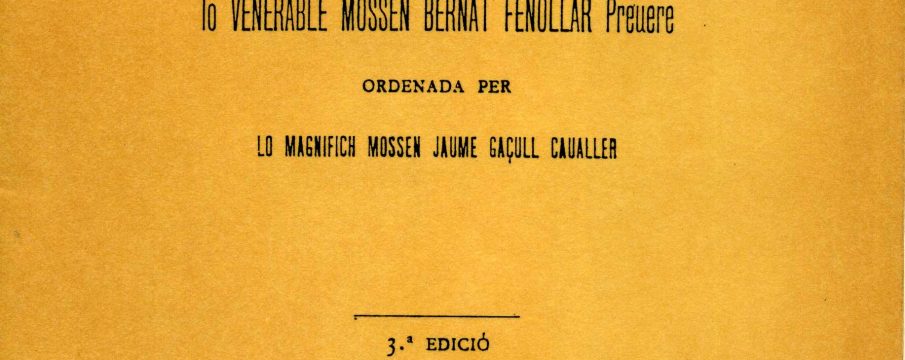 lo VENERABLE MOSSEN BERNAT FENOLLAR Preuere
ORDENADA PER
LO MAGNIFICH MOSSEN JAUME GAÇULL CAUALLER
3.ª EDICIÓ